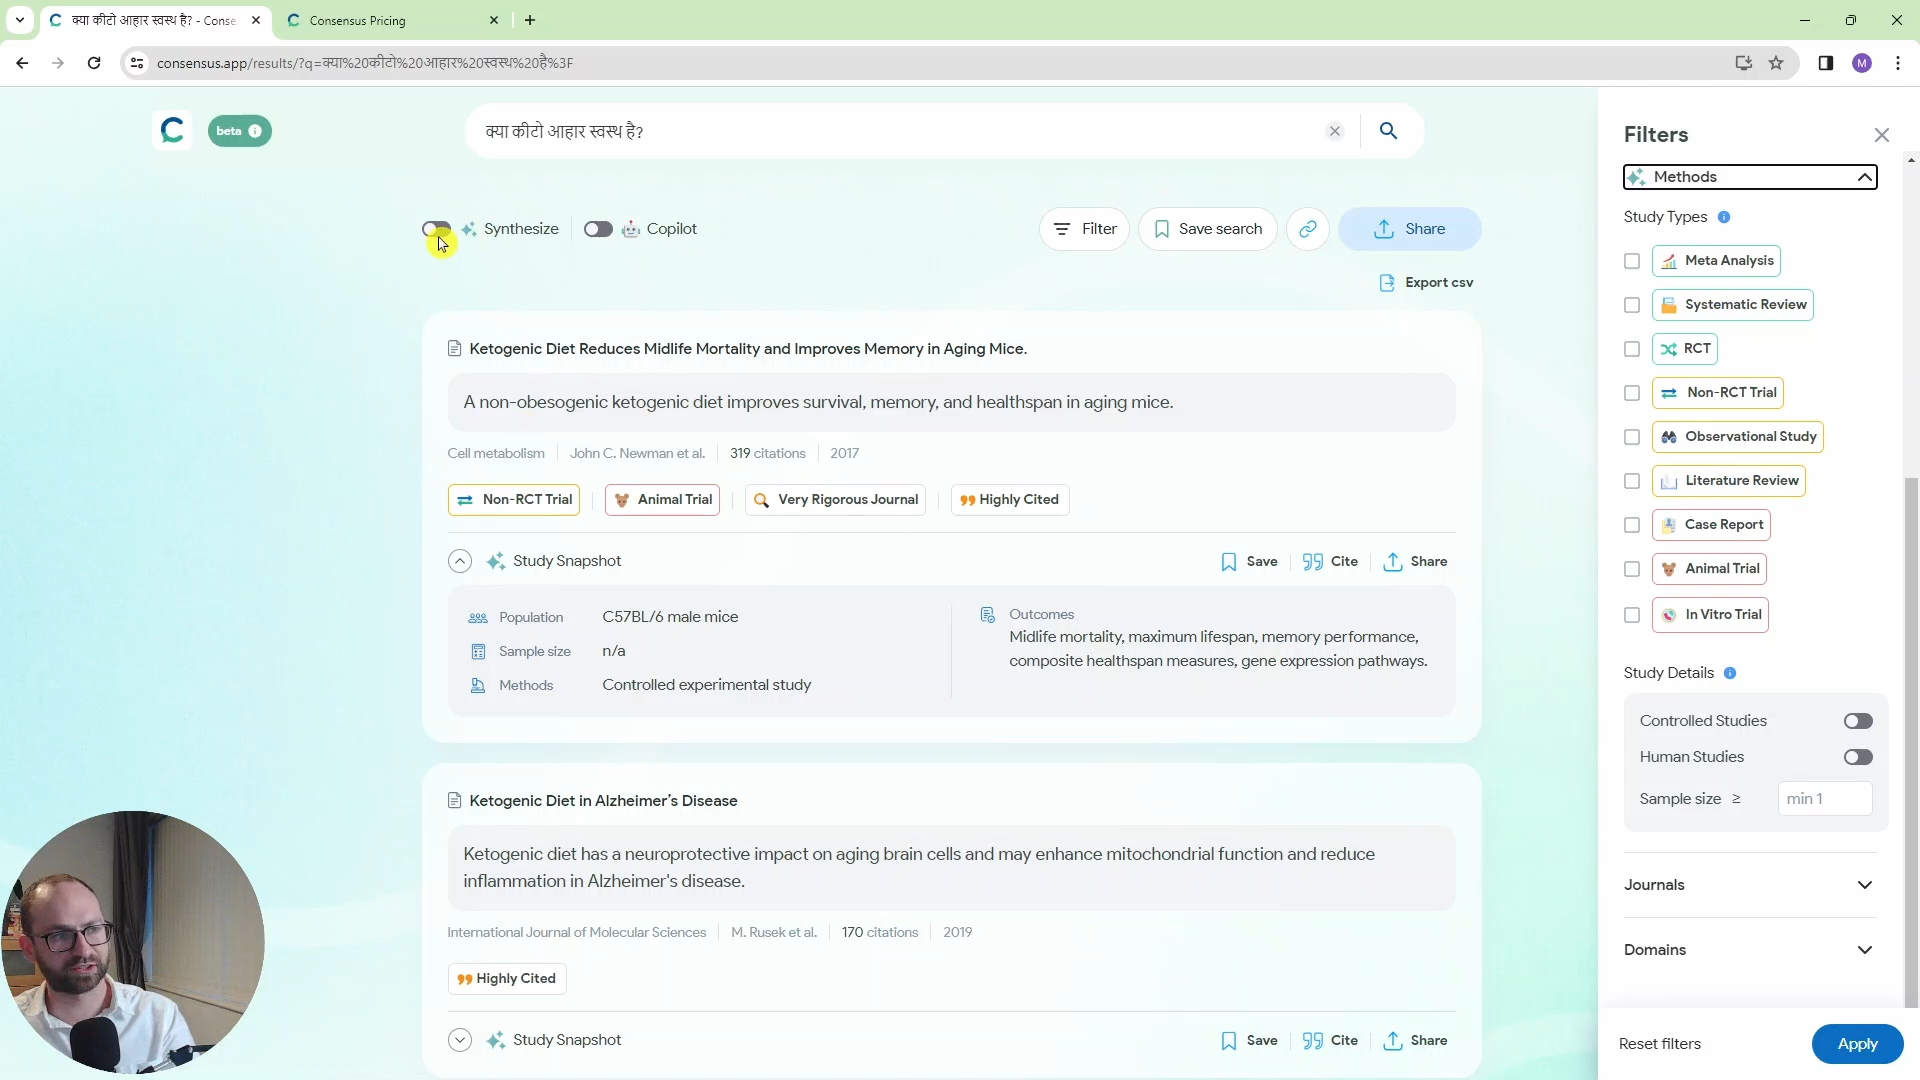 क्या कीटो आहार स्वस्थ है? - Conse
Consensus Pricing
consensus.app/results/?q=क्या%20कीटो%20आहार%20स्वस्थ%20है%3F
M
C
beta
क्या कीटो आहार स्वस्थ है?
Synthesize
Copilot
Filter
Save search
Share
Export csv
Ketogenic Diet Reduces Midlife Mortality and Improves Memory in Aging Mice.
A non-obesogenic ketogenic diet improves survival, memory, and healthspan in aging mice.
Cell metabolism
John C. Newman et al.
319 citations
2017
Non-RCT Trial
Animal Trial
Very Rigorous Journal
Highly Cited
Study Snapshot
Save
Cite
Share
Population
C57BL/6 male mice
Sample size
n/a
Methods
Controlled experimental study
Outcomes
Midlife mortality, maximum lifespan, memory performance,
composite healthspan measures, gene expression pathways.
Ketogenic Diet in Alzheimer’s Disease
Ketogenic diet has a neuroprotective impact on aging brain cells and may enhance mitochondrial function and reduce
inflammation in Alzheimer's disease.
International Journal of Molecular Sciences
M. Rusek et al.
170 citations
2019
Highly Cited
Study Snapshot
Save
Cite
Share
Filters
Methods
Study Types
Meta Analysis
Systematic Review
RCT
Non-RCT Trial
Observational Study
Literature Review
Case Report
Animal Trial
In Vitro Trial
Study Details
Controlled Studies
Human Studies
Sample size ≥
min 1
Journals
Domains
Reset filters
Apply